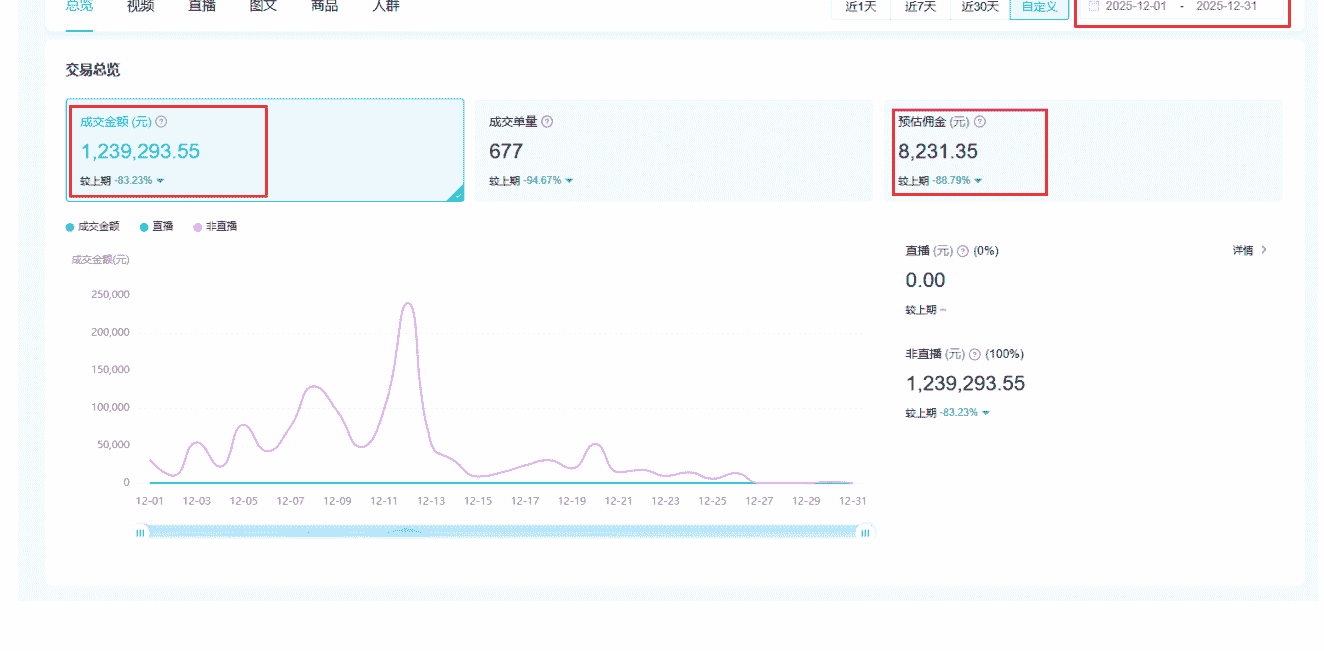 总览 视频 直播 图文 商品 人群 近1天 近7天 近30天 自定义 2025-12-01 - 2025-12-31
交易总览
成交金额 (元) 成交单量 预估佣金 (元)
1,239,293.55 677 8,231.35
较上期 -83.23% 较上期 -94.67% 较上期 -88.79%
成交金额 直播 非直播
成交金额(元)
250,000
200,000
150,000
100,000
50,000
0
12-01 12-03 12-05 12-07 12-09 12-11 12-13 12-15 12-17 12-19 12-21 12-23 12-25 12-27 12-29 12-31
直播 (元) (0%) 详情
0.00
较上期 -
非直播 (元) (100%)
1,239,293.55
较上期 -83.23%